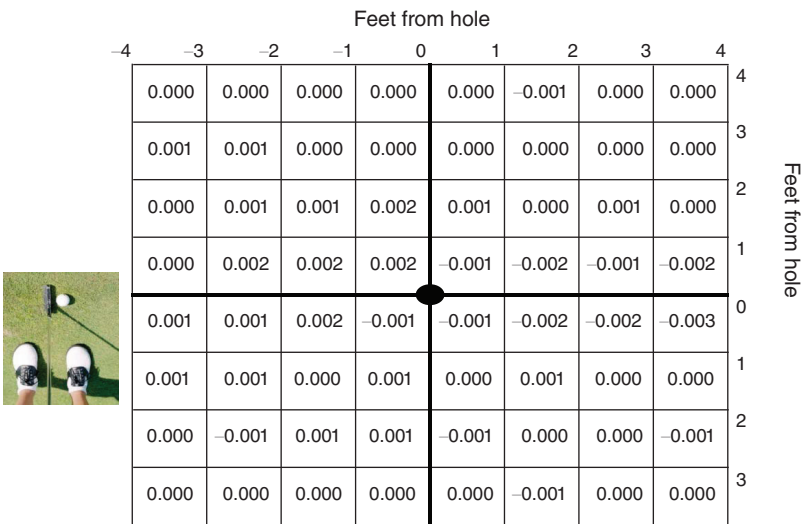 Feet from hole
–4 –3 –2 –1 0 1 2 3 4
0.000 0.000 0.000 0.000 0.000 –0.001 0.000 0.000 4
0.001 0.001 0.000 0.000 0.000 0.000 0.000 0.000 3
0.000 0.001 0.001 0.002 0.001 0.000 0.001 0.000 2
0.000 0.002 0.002 0.002 –0.001 –0.002 –0.001 –0.002 1
0.001 0.001 0.002 –0.001 –0.001 –0.002 –0.002 –0.003 0
0.001 0.001 0.000 0.001 0.000 0.001 0.000 0.000 1
0.000 –0.001 0.001 0.001 –0.001 0.000 0.000 –0.001 2
0.000 0.000 0.000 0.000 0.000 –0.001 0.000 0.000 3
Feet from hole